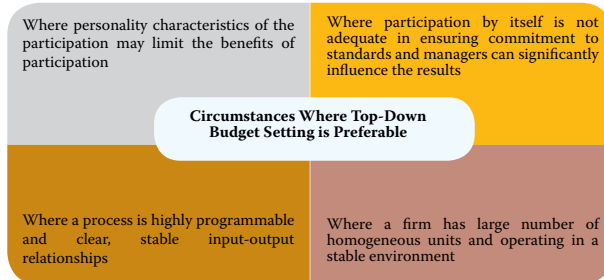 Where personality characteristics of the
participation may limit the benefits of
participation
Where participation by itself is not
adequate in ensuring commitment to
standards and managers can significantly
influence the results
Circumstances Where Top-Down
Budget Setting is Preferable
Where a process is highly programmable
and clear, stable input-output
relationships
Where a firm has large number of
homogeneous units and operating in a
stable environment